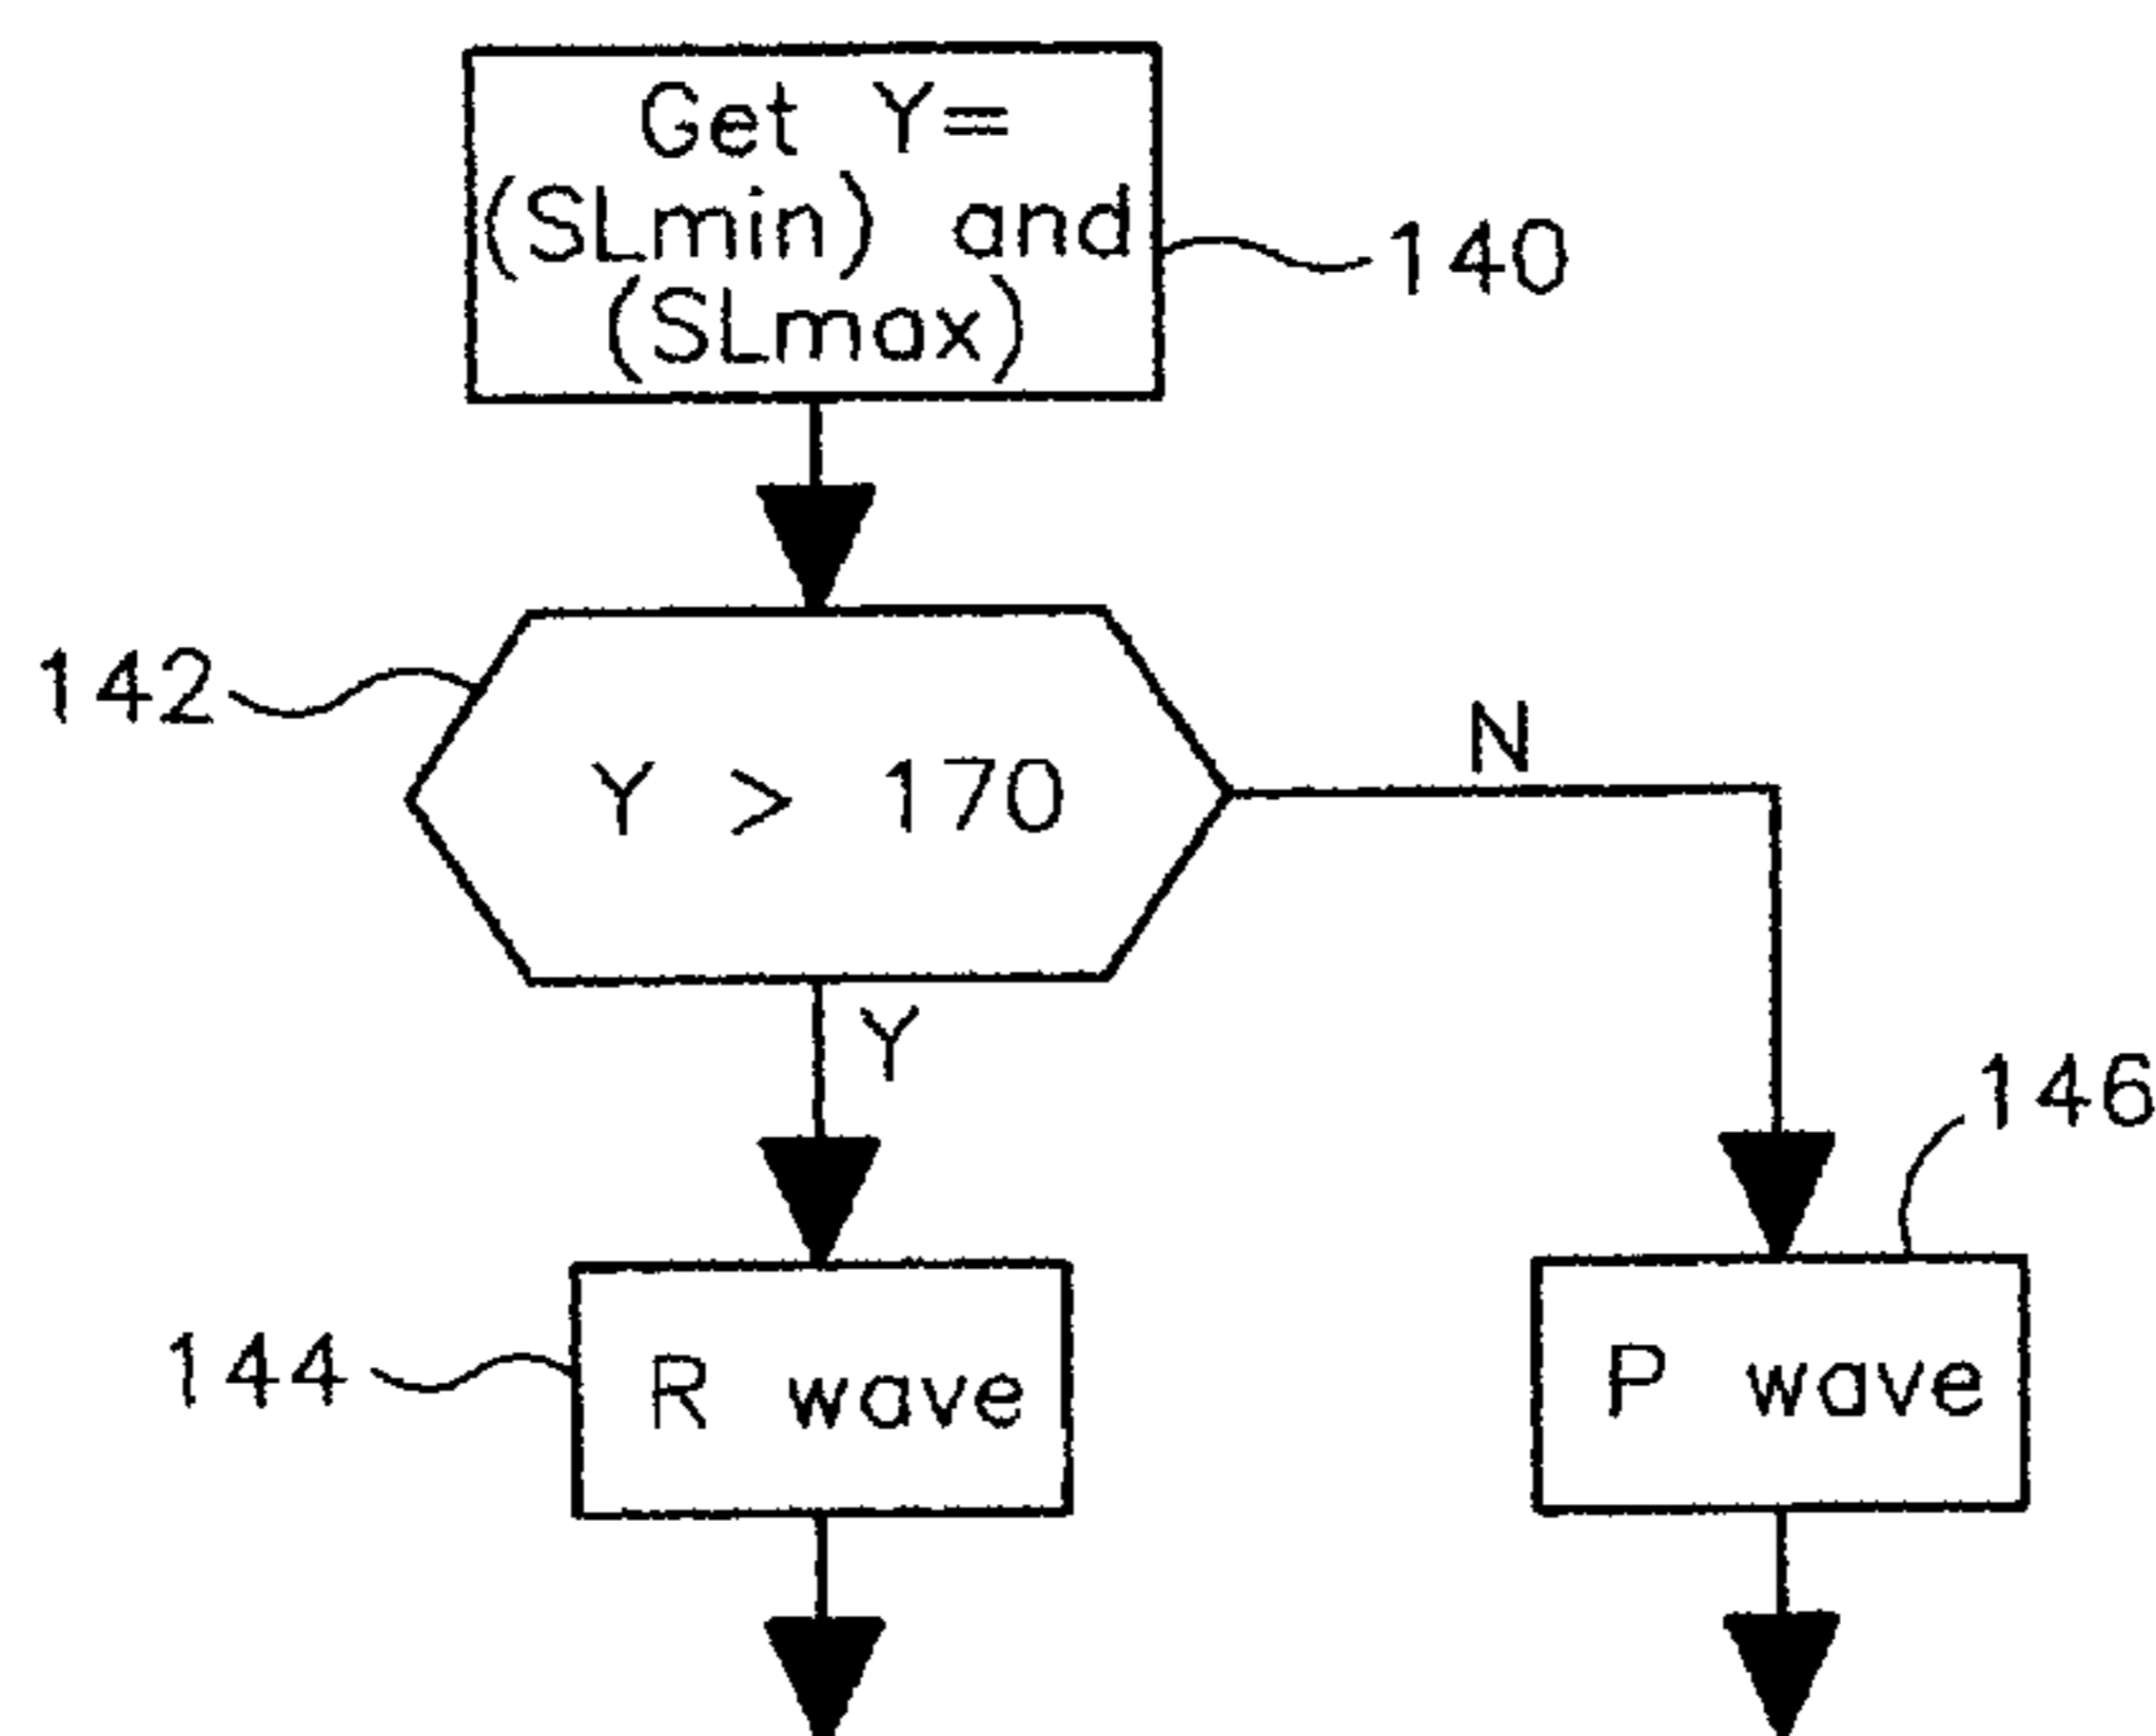 Get Y=
(SLmin) and
(SLmax)
140
142
Y > 170
N
Y
146
144
R wave
P wave